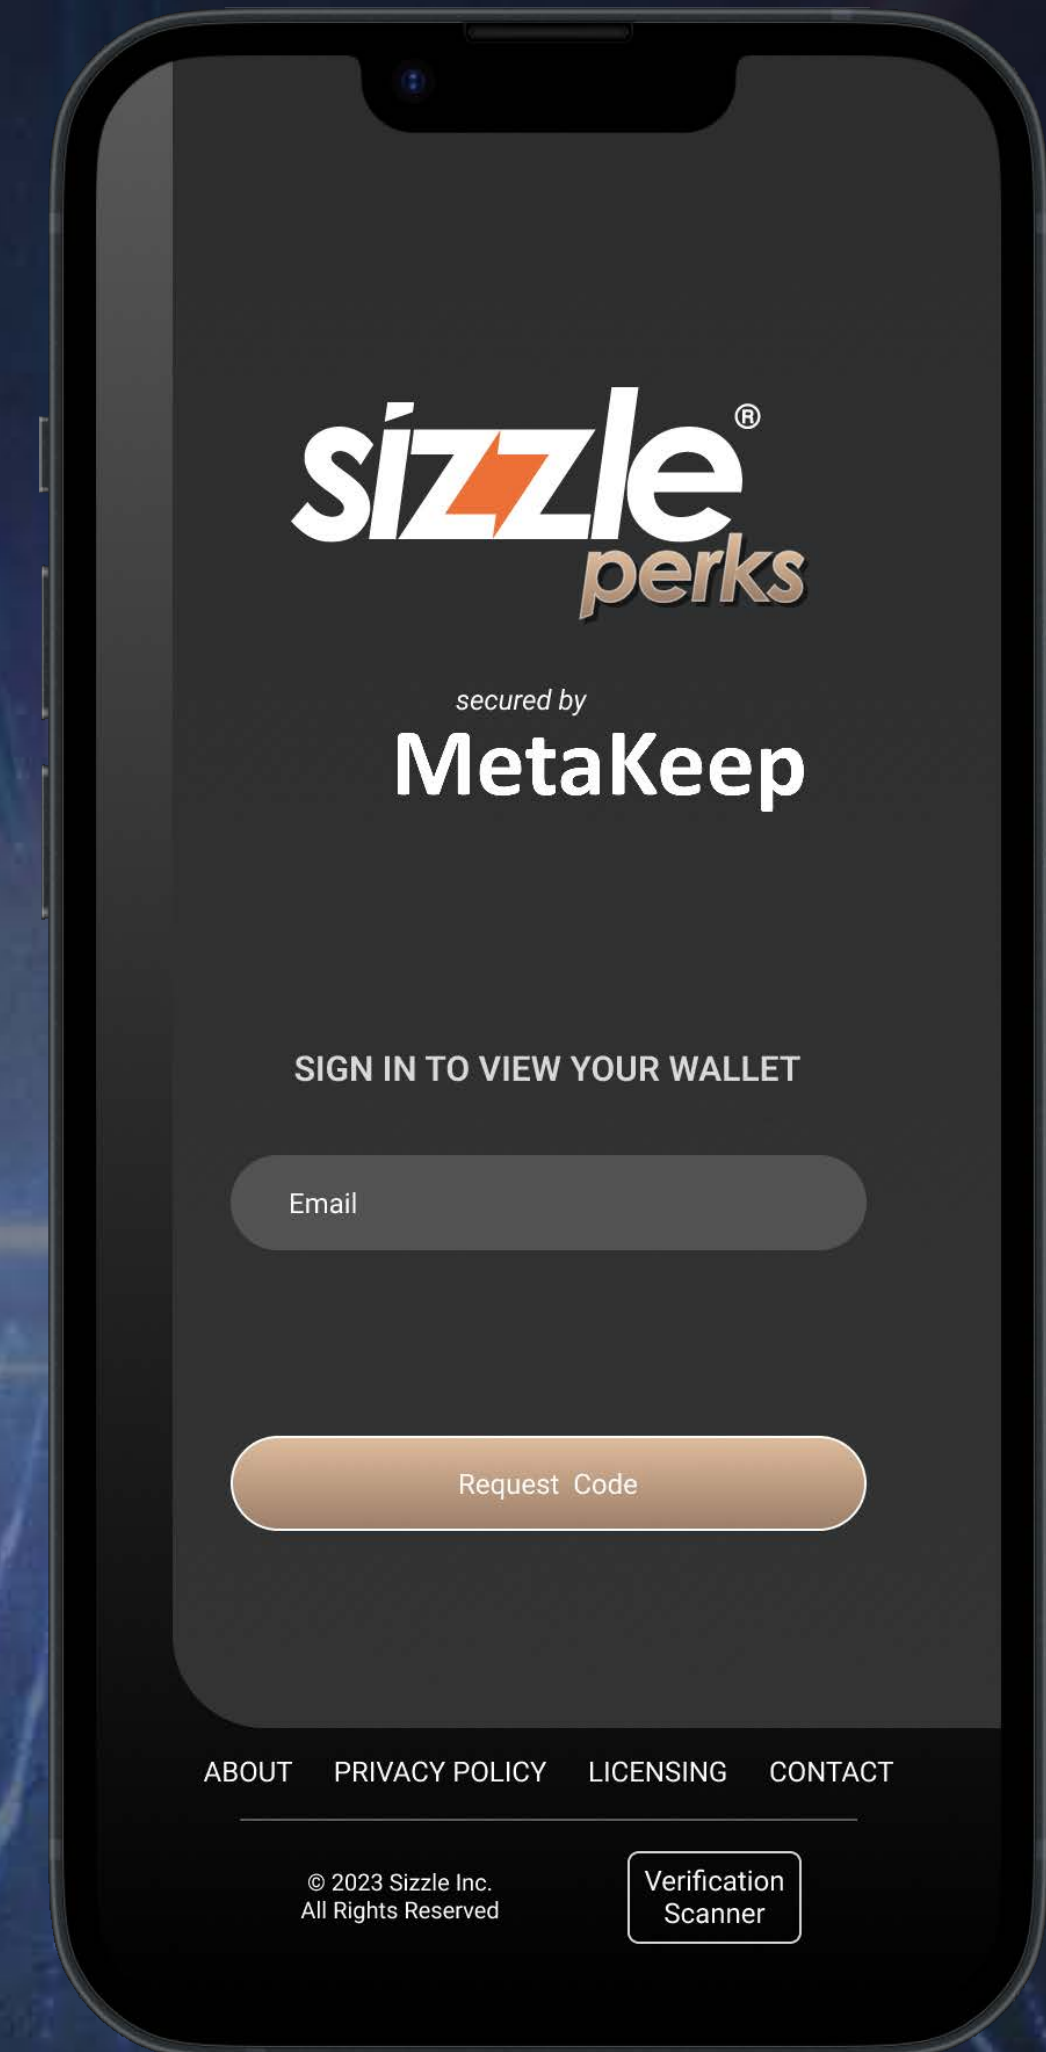 sizzle®
perks
secured by
MetaKeep
SIGN IN TO VIEW YOUR WALLET
Email
Request Code
ABOUT PRIVACY POLICY LICENSING CONTACT
© 2023 Sizzle Inc.
All Rights Reserved
Verification
Scanner